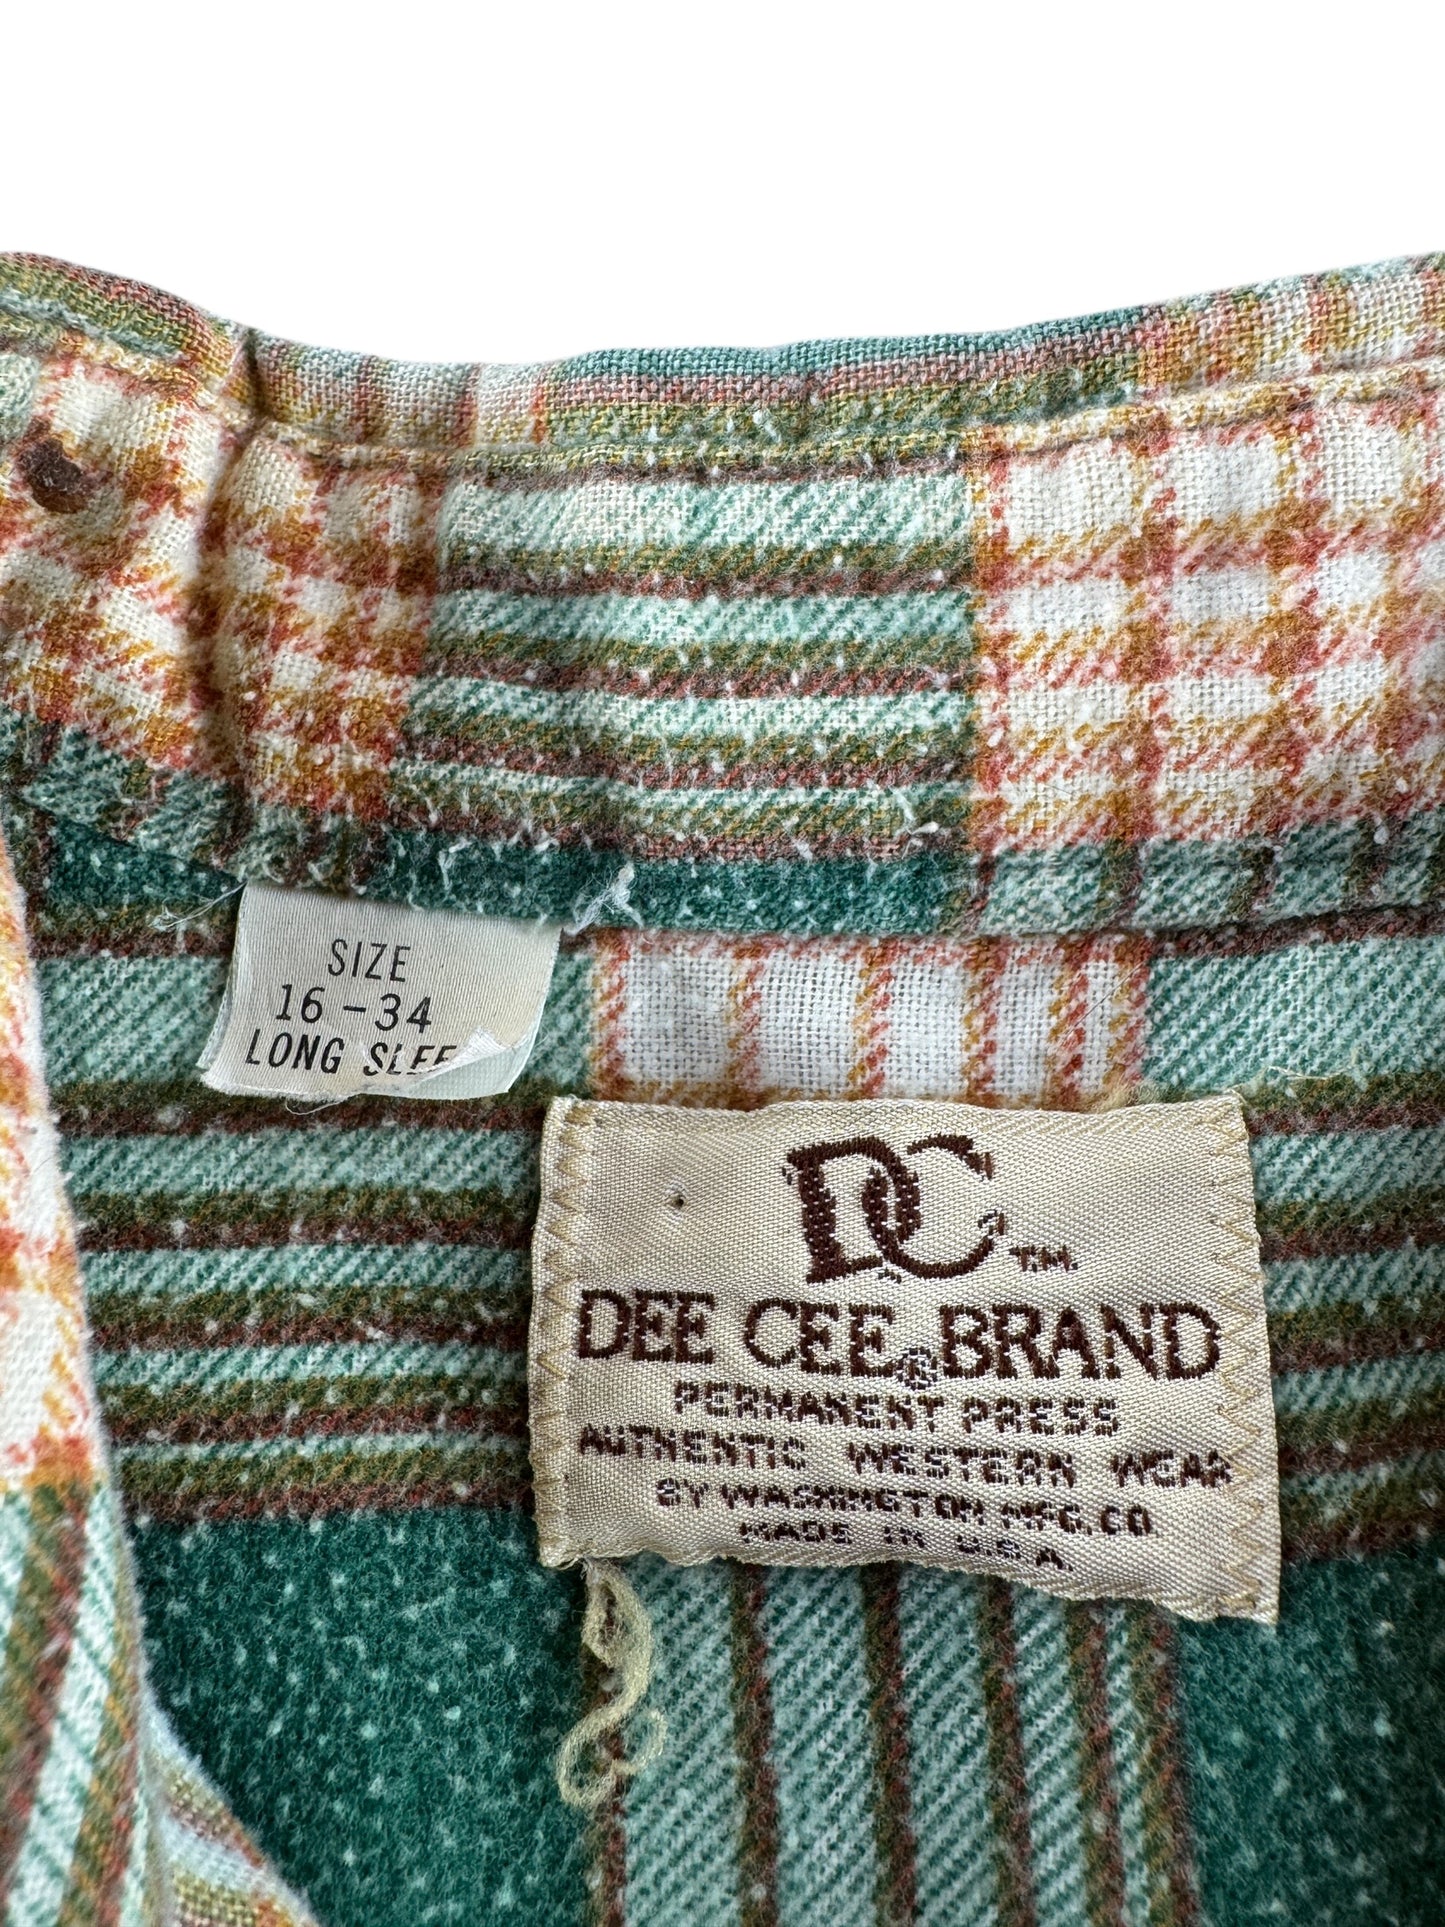 SIZE
16-34
LONG SLEE
DC T.M.
DEE CEE® BRAND
PERMANENT PRESS
AUTHENTIC WESTERN WEAR
BY WASHINGTON MFG. CO
MADE IN U.S.A